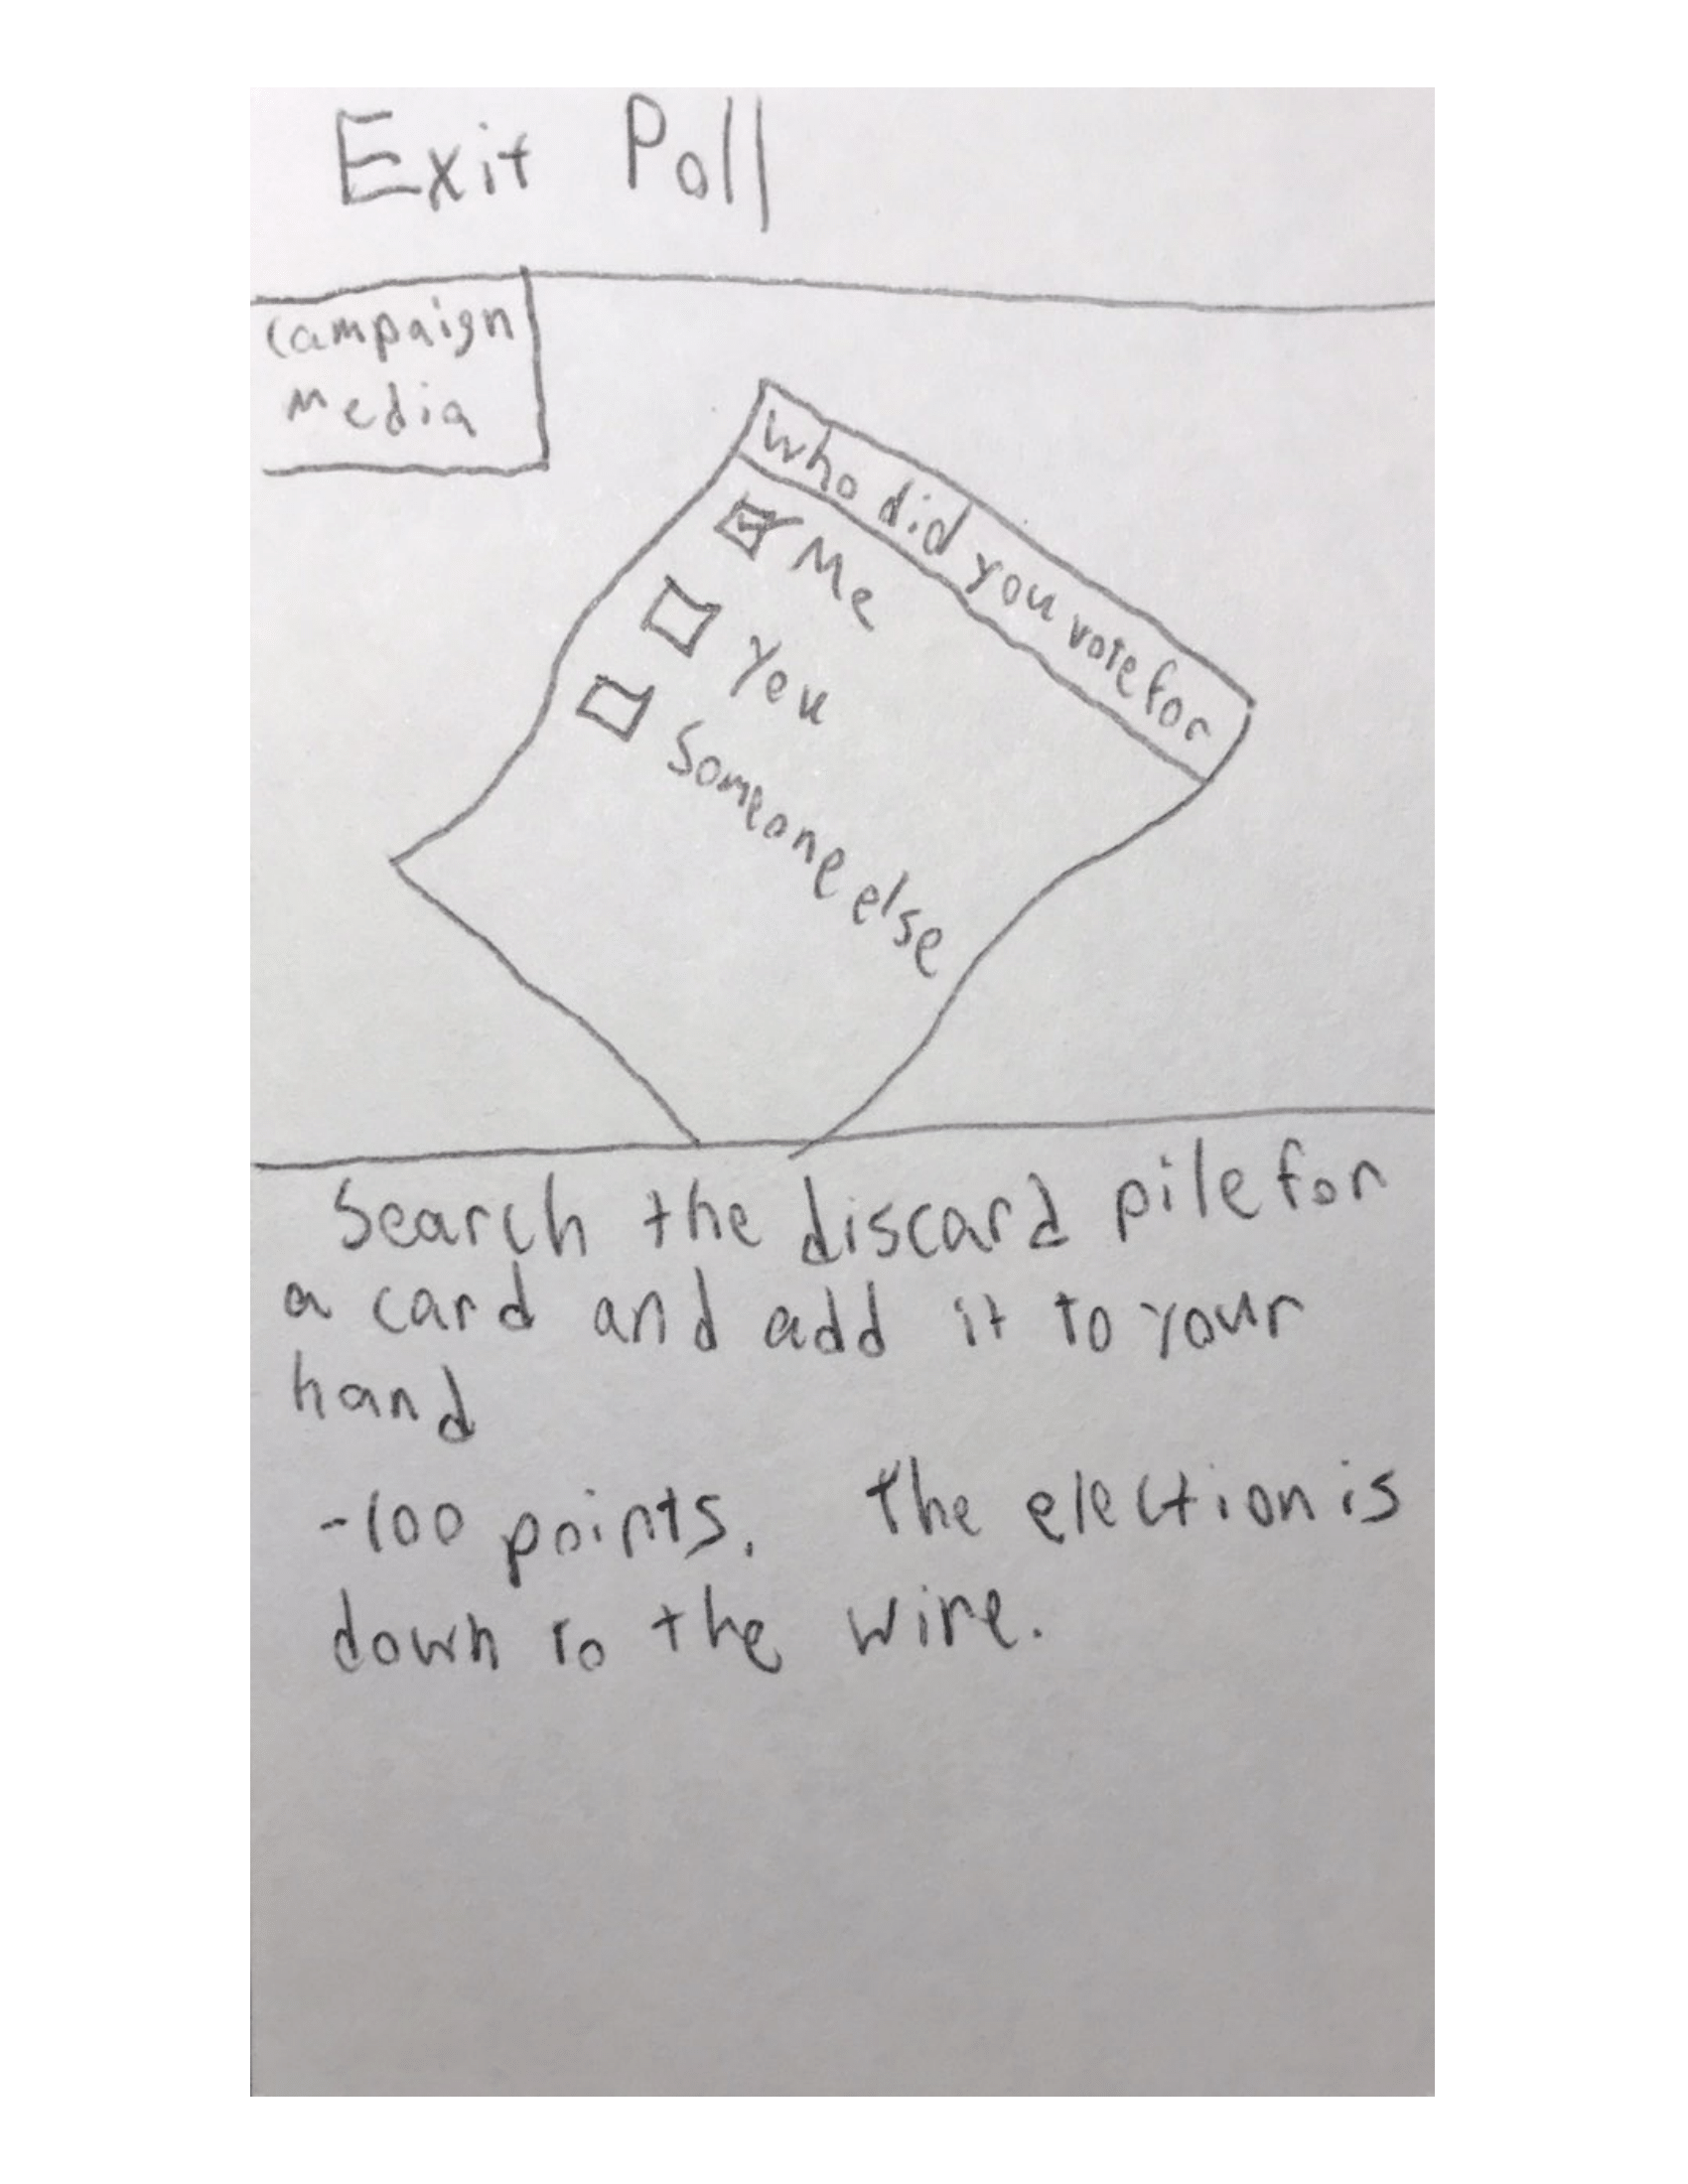 Exit Poll
Campaign
Media
Who did you vote for
Me
You
Someone else
Search the discard pile for
a card and add it to your
hand
-100 points. The election is
down to the wire.